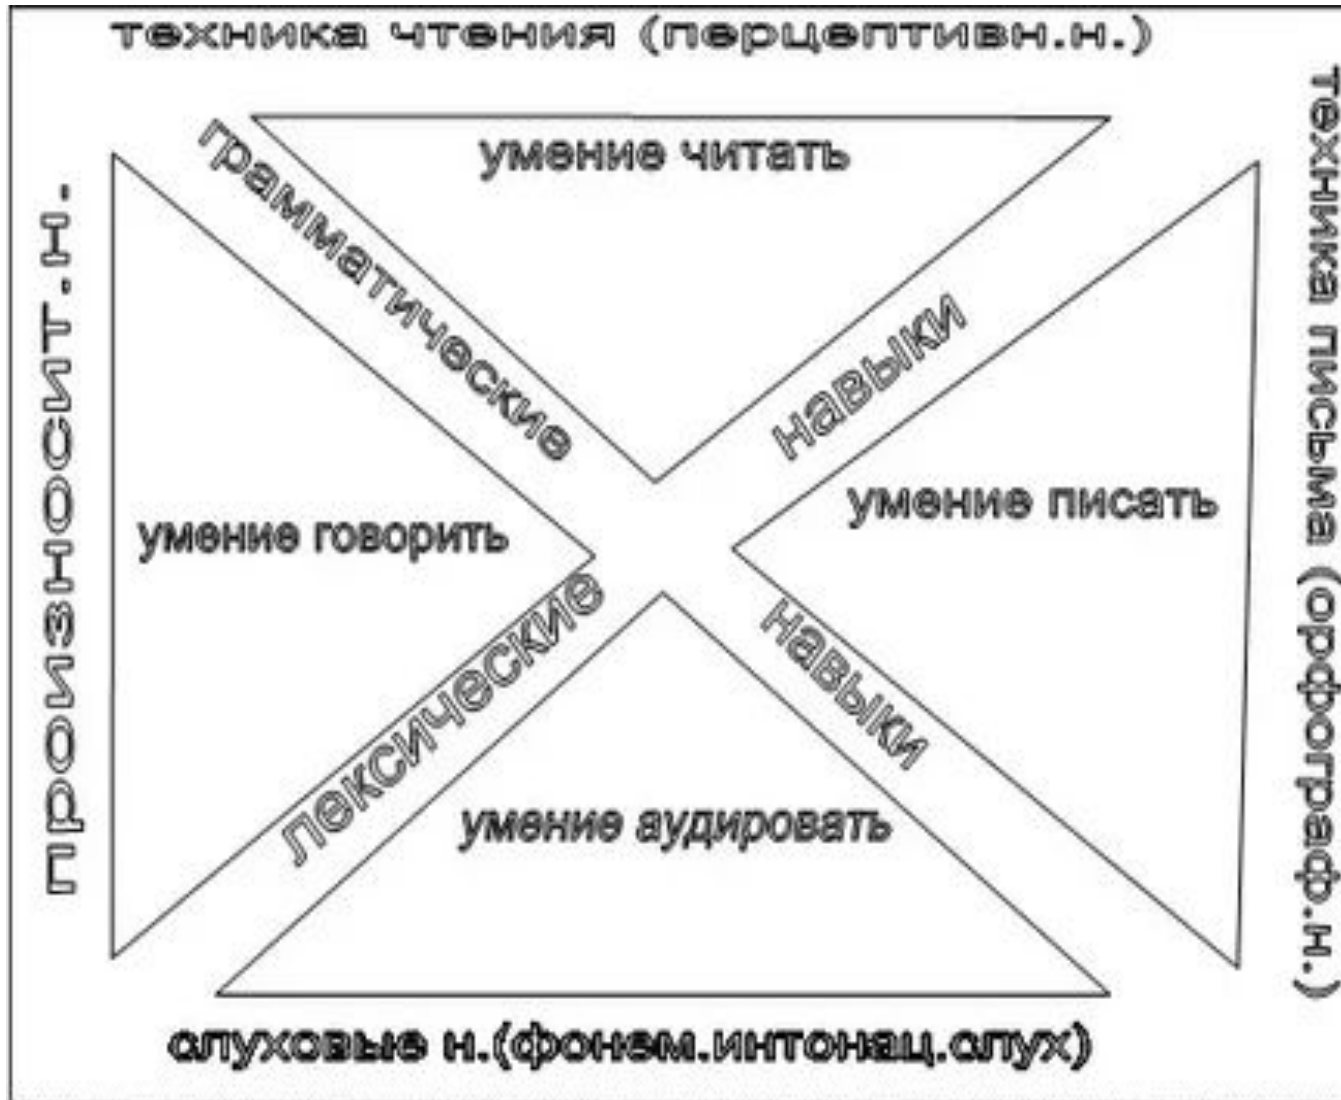 техника чтения (перцептивн.н.)
умение читать
грамматические
навыки
произносит.н.
техника письма (орфограф.н.)
умение говорить
умение писать
лексические
навыки
умение аудировать
слуховые н.(фонем.интонац.слух)